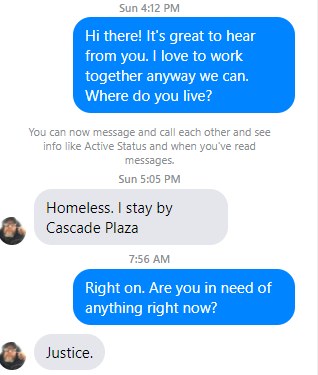 Sun 4:12 PM
Hi there! It's great to hear
from you. I love to work
together anyway we can.
Where do you live?
You can now message and call each other and see
info like Active Status and when you've read
messages.
Sun 5:05 PM
Homeless. I stay by
Cascade Plaza
7:56 AM
Right on. Are you in need of
anything right now?
Justice.